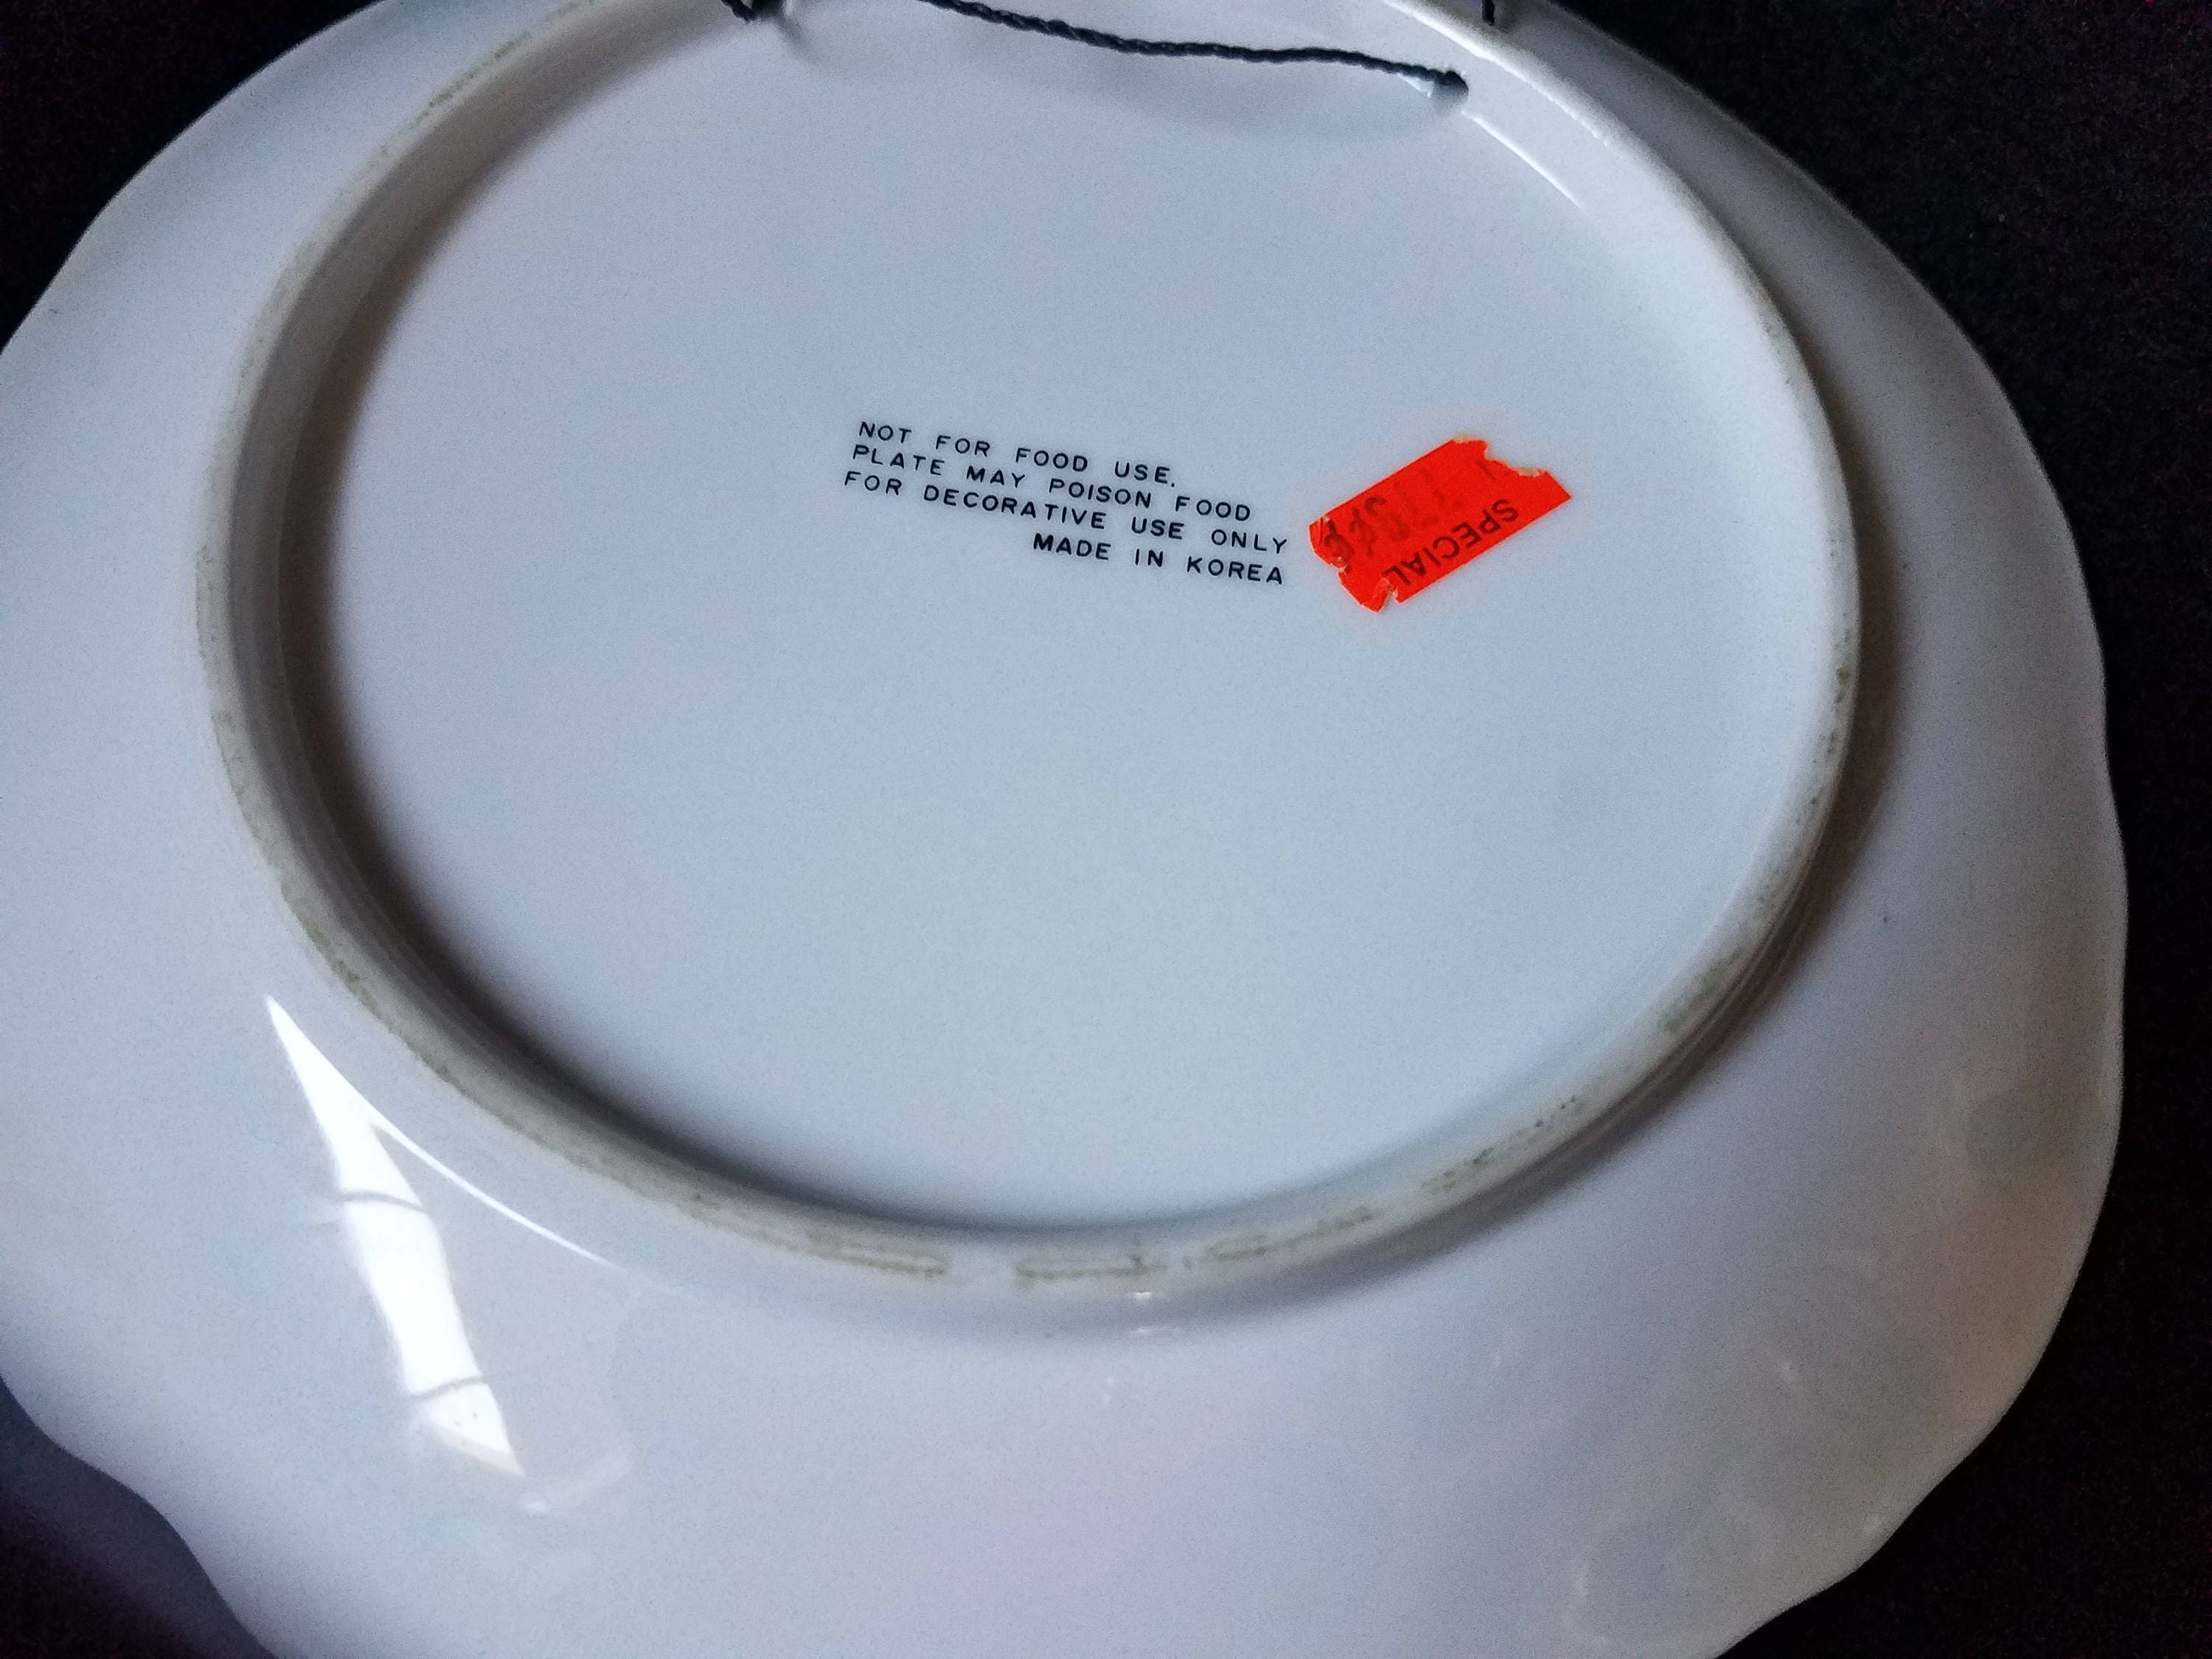 NOT FOR FOOD USE.
PLATE MAY POISON FOOD
FOR DECORATIVE USE ONLY
MADE IN KOREA
SPECIAL